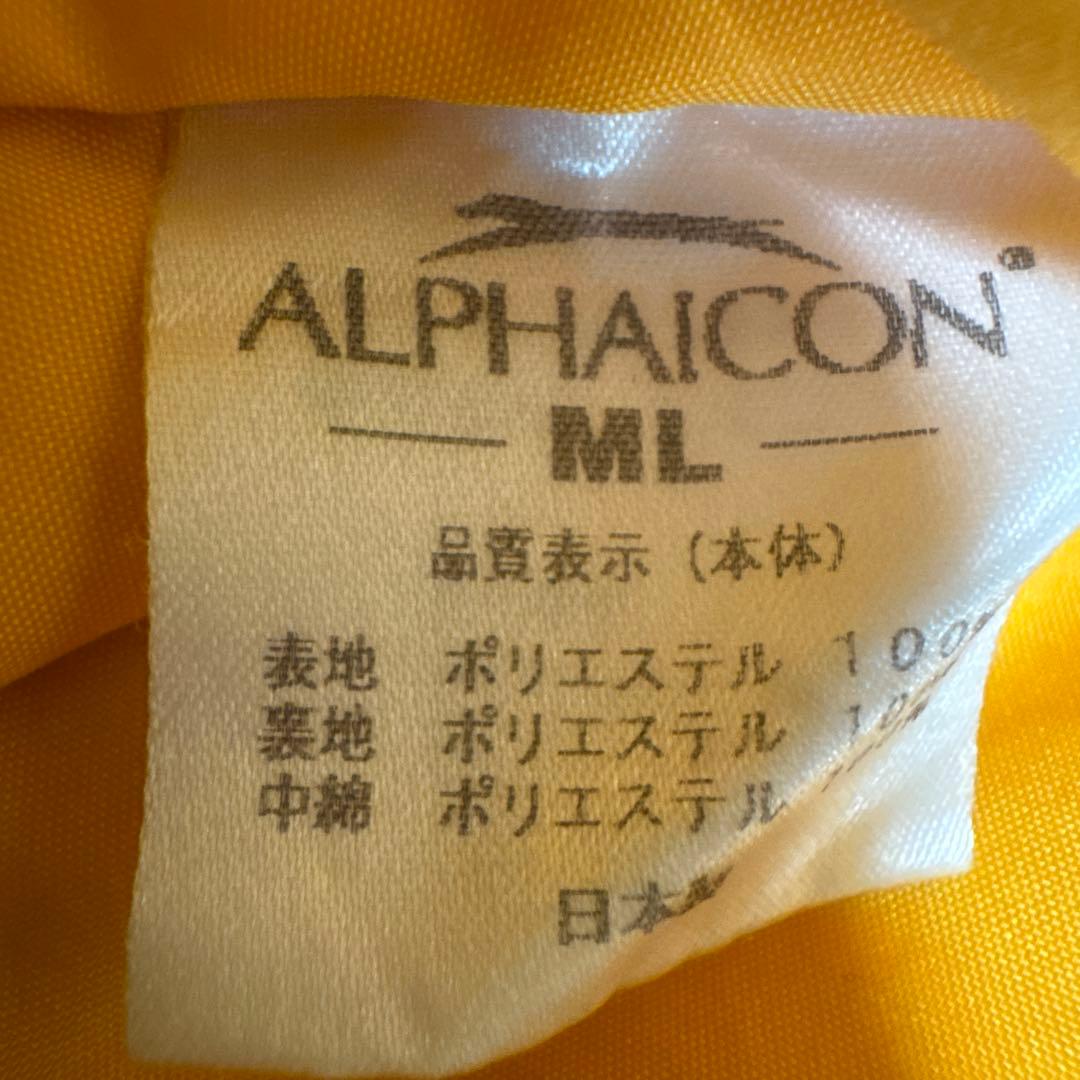 ALPHAICON
ML
品質表示 (本体)
表地 ポリエステル 100
裏地 ポリエステル 10
中綿 ポリエステル
日本